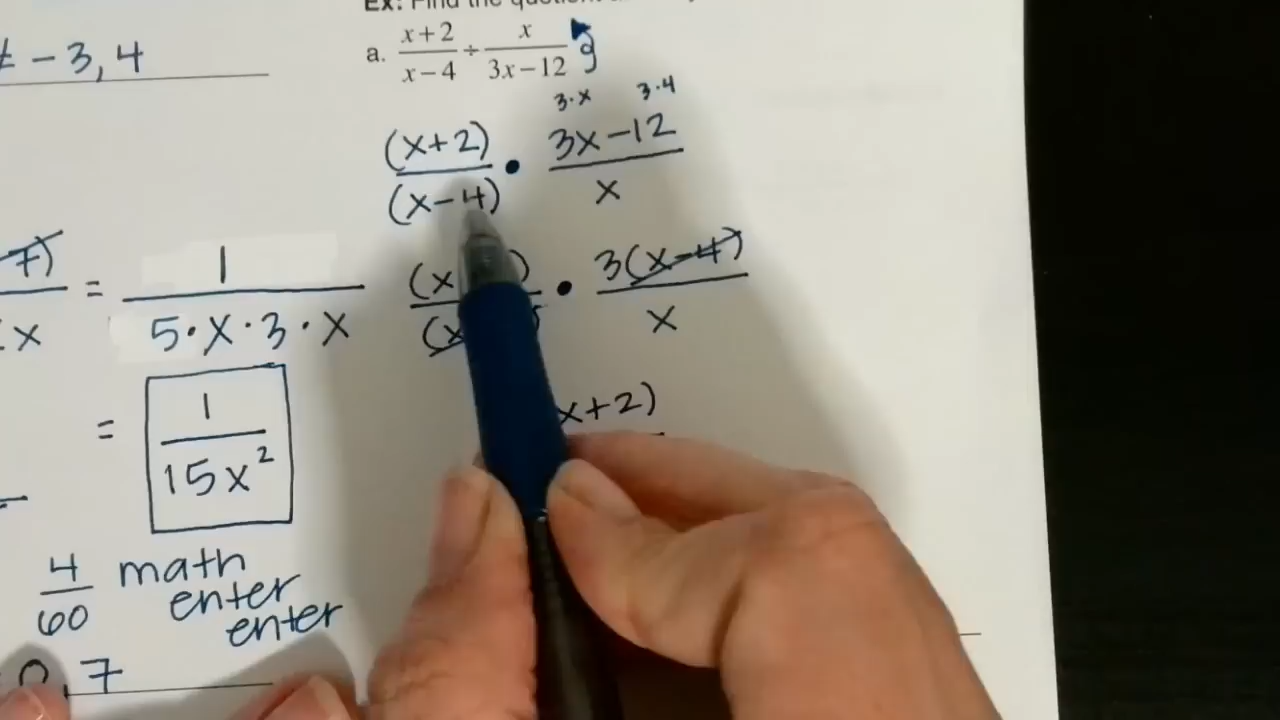 ≠ -3, 4
7)
x
= 1 / (5·x·3·x)
= 1 / (15x²)
4/60 math
enter
enter
0, 7
Ex: Find the
a. (x+2)/(x-4) ÷ x/(3x-12)
3·x 3·4
(x+2)/(x-4) • (3x-12)/x
(x ) / (x • 3(x-4)/x
x+2)